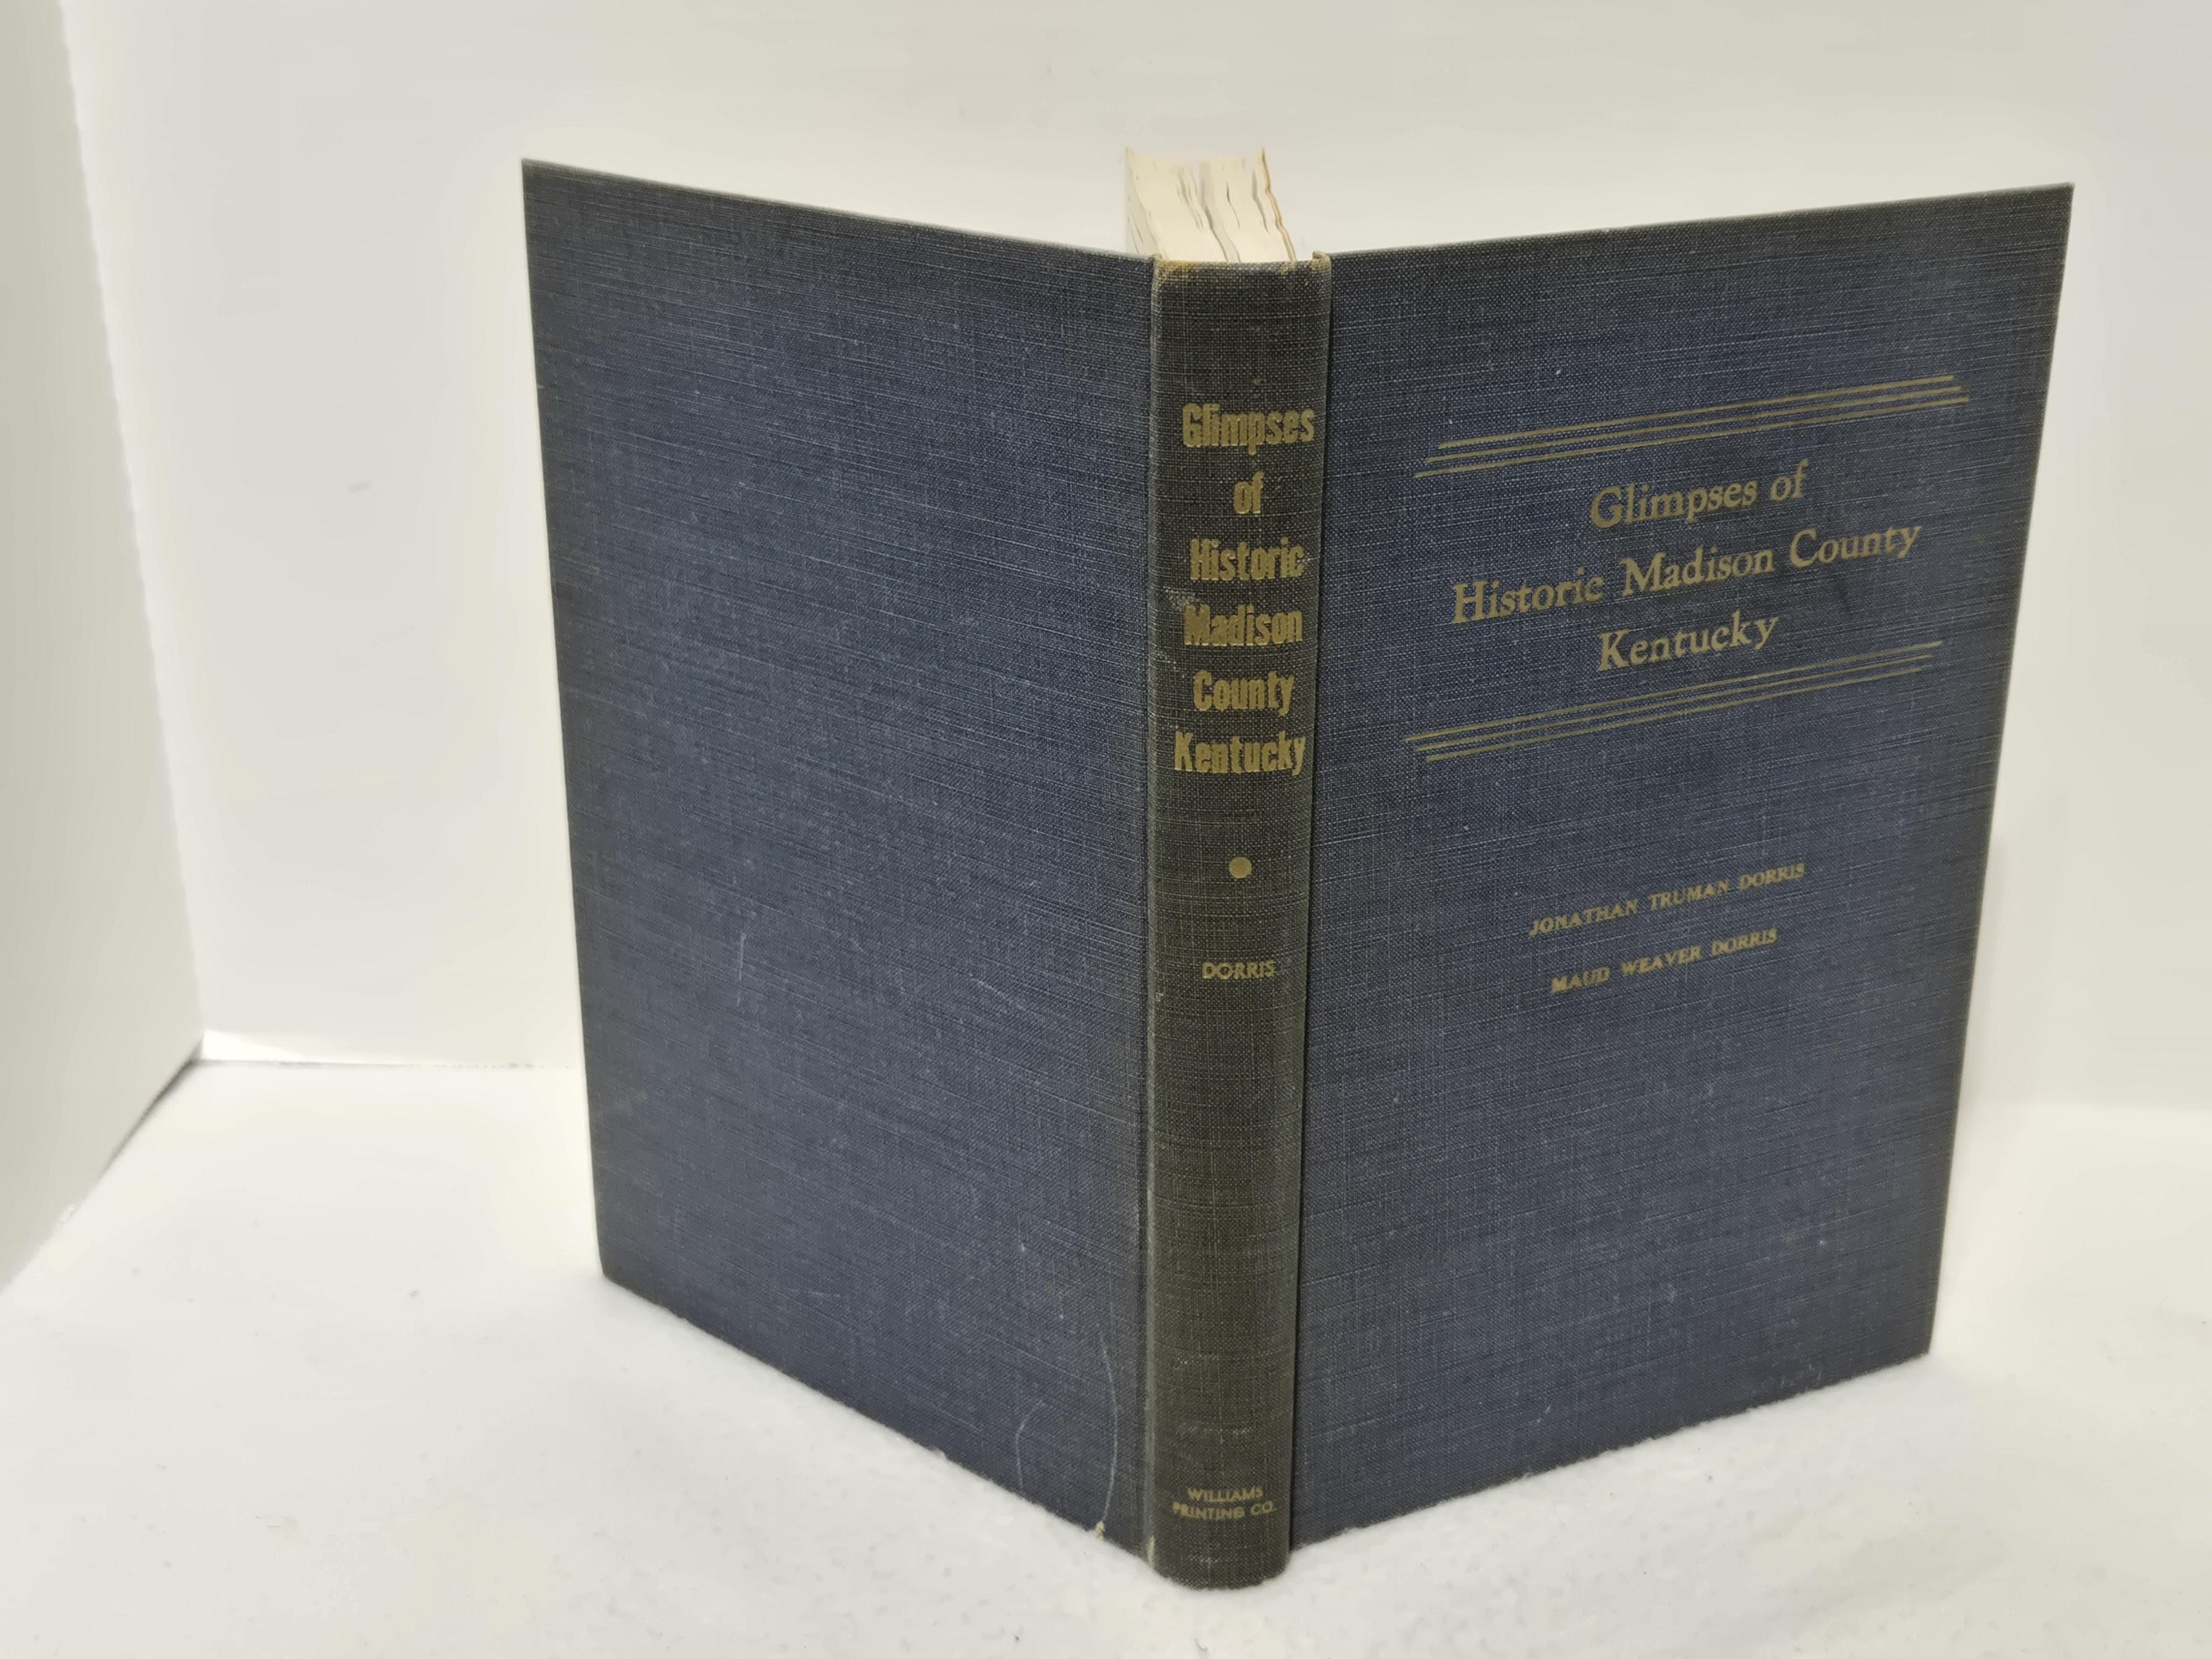 Glimpses
of
Historic
Madison
County
Kentucky
DORRIS
WILLIAMS
PRINTING CO.
Glimpses of
Historic Madison County
Kentucky
JONATHAN TRUMAN DORRIS
MAUD WEAVER DORRIS